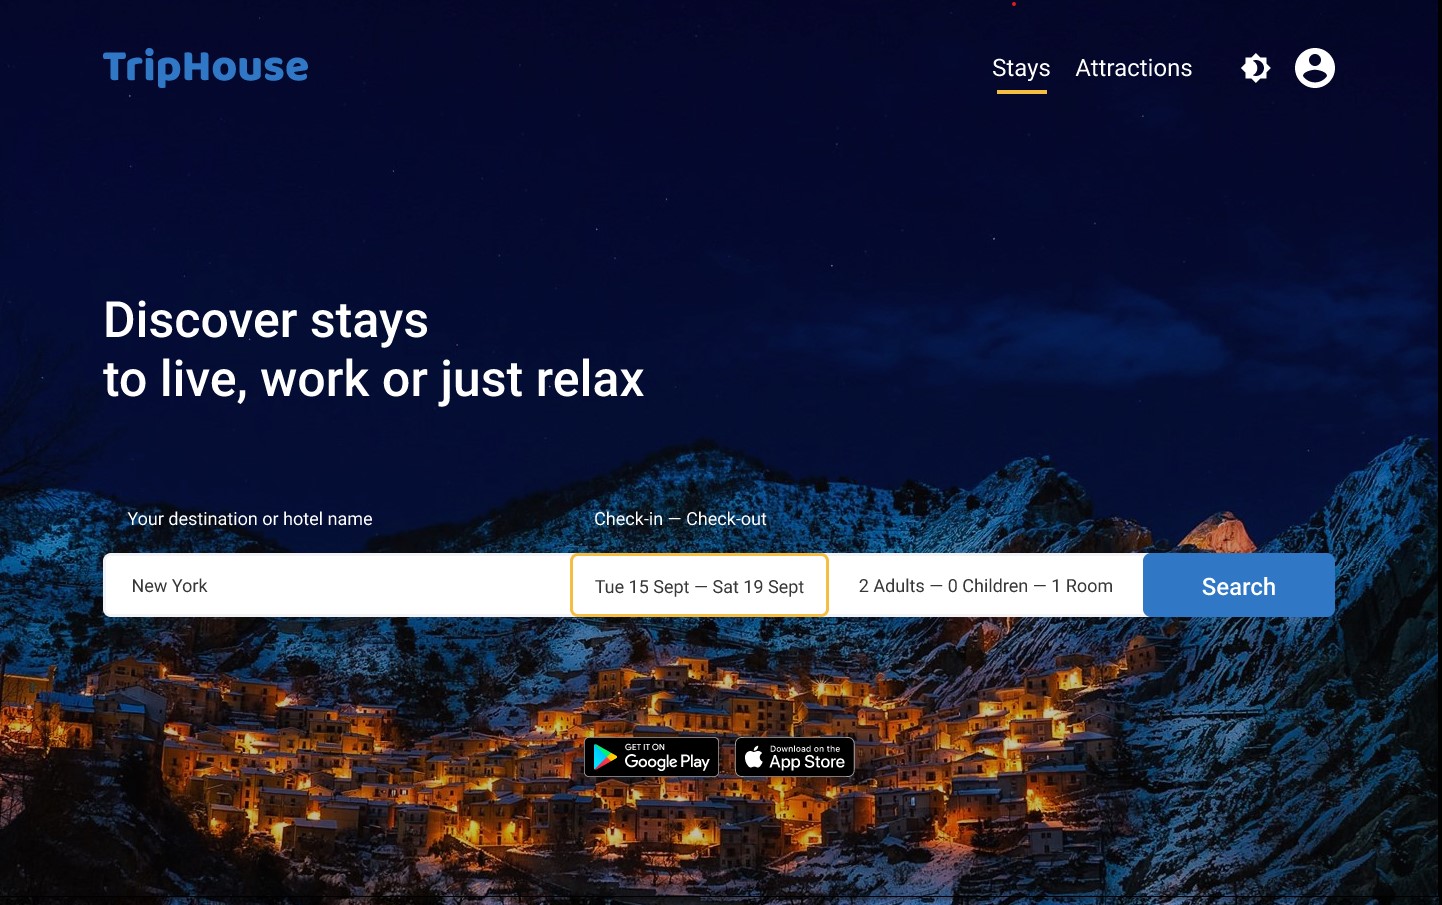 TripHouse
Stays
Attractions
Discover stays
to live, work or just relax
Your destination or hotel name
Check-in — Check-out
New York
Tue 15 Sept — Sat 19 Sept
2 Adults — 0 Children — 1 Room
Search
GET IT ON
Google Play
Download on the
App Store